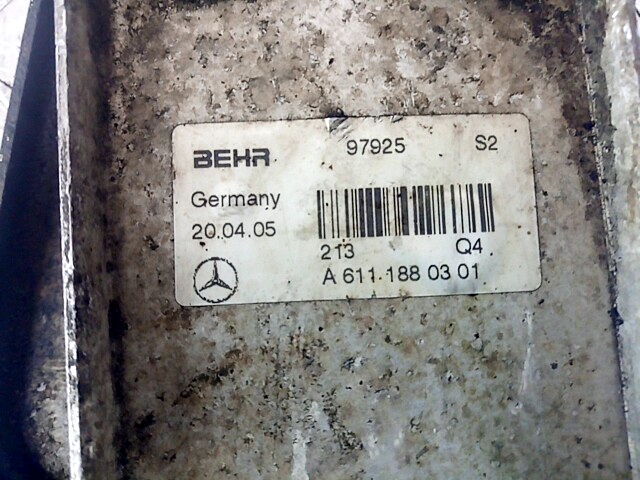 BEHR 97925 S2
Germany
20.04.05
213 Q4
A 611 188 03 01